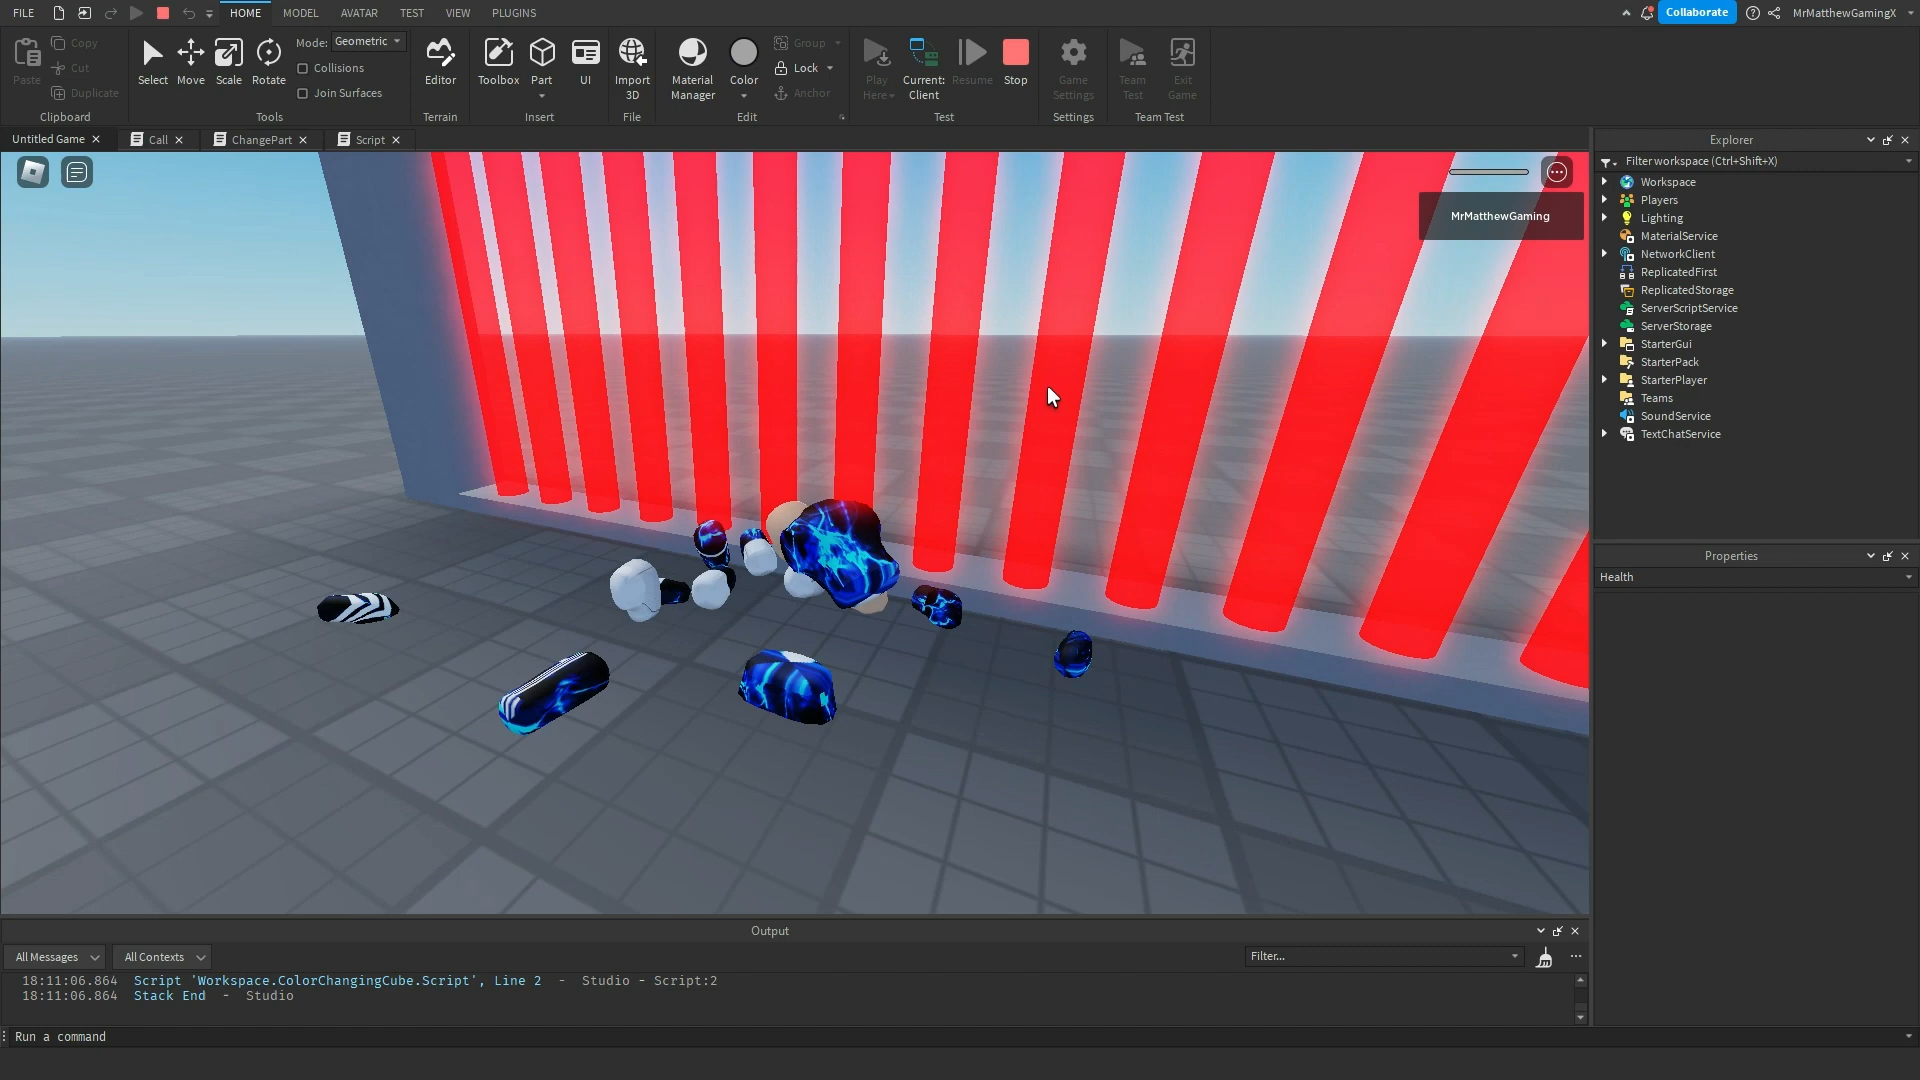 FILE HOME MODEL AVATAR TEST VIEW PLUGINS Collaborate MrMatthewGamingX
Paste Copy Cut Duplicate Clipboard
Select Move Scale Rotate Mode: Geometric Collisions Join Surfaces Tools
Editor Terrain
Toolbox Part UI Insert
Import 3D File
Material Manager Color Group Lock Anchor Edit
Play Here Current: Client Resume Stop Test
Game Settings Settings
Team Test Exit Game Team Test
Untitled Game Call ChangePart Script
MrMatthewGaming
Explorer
Filter workspace (Ctrl+Shift+X)
Workspace
Players
Lighting
MaterialService
NetworkClient
ReplicatedFirst
ReplicatedStorage
ServerScriptService
ServerStorage
StarterGui
StarterPack
StarterPlayer
Teams
SoundService
TextChatService
Properties
Health
Output
All Messages All Contexts Filter...
18:11:06.864 Script 'Workspace.ColorChangingCube.Script', Line 2 - Studio - Script:2
18:11:06.864 Stack End - Studio
Run a command